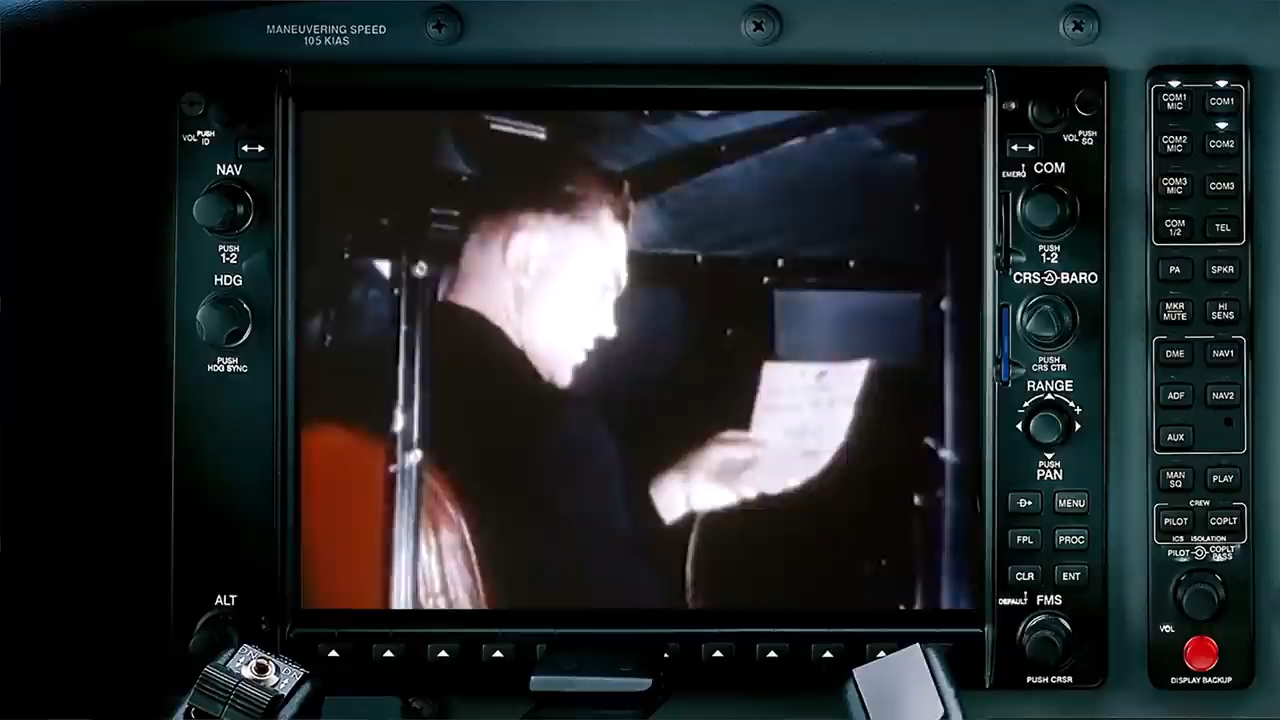 MANEUVERING SPEED
105 KIAS
VOL PUSH ID
NAV
PUSH
1-2
HDG
PUSH
HDG SYNC
ALT
DN
VOL PUSH SQ
EMERG
COM
PUSH
1-2
CRS BARO
PUSH
CRS CTR
RANGE
- +
PUSH
PAN
D MENU
FPL PROC
CLR ENT
DEFAULT
FMS
PUSH CRSR
COM1 MIC COM1
COM2 MIC COM2
COM3 MIC COM3
COM 1/2 TEL
PA SPKR
MKR MUTE HI SENS
DME NAV1
ADF NAV2
AUX
MAN SQ PLAY
CREW
PILOT COPLT
ICS ISOLATION
PILOT COPLT PASS
VOL
DISPLAY BACKUP